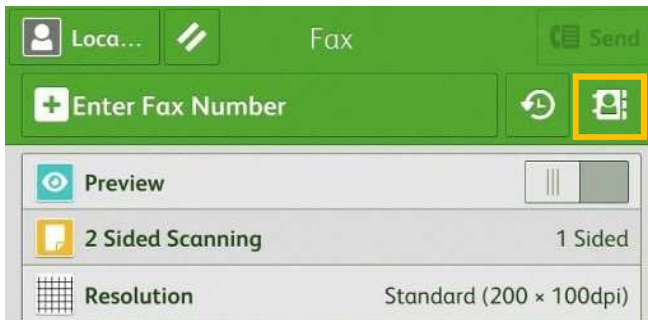 Loca... Fax Send
Enter Fax Number
Preview
2 Sided Scanning 1 Sided
Resolution Standard (200 × 100dpi)